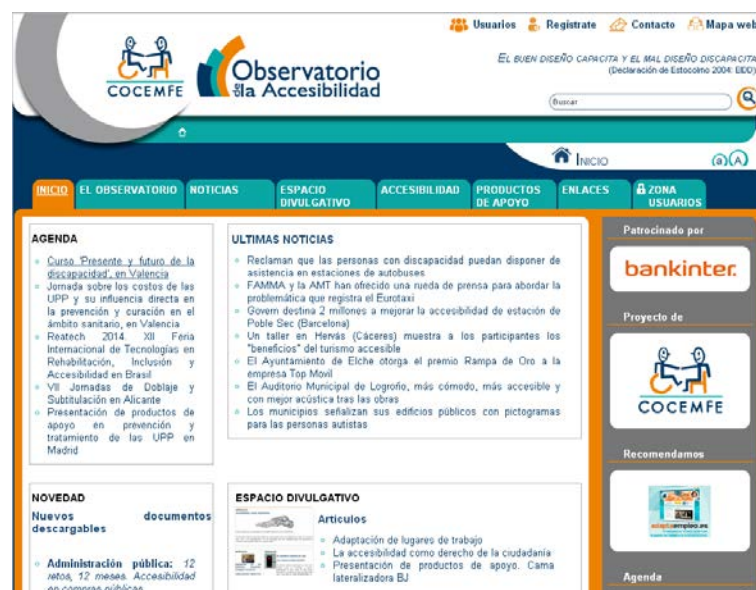 Usuarios Regístrate Contacto Mapa web
COCEMFE
Observatorio
de la Accesibilidad
EL BUEN DISEÑO CAPACITA Y EL MAL DISEÑO DISCAPACITA
(Declaración de Estocolmo 2004: EIDD)
Buscar
INICIO
INICIO EL OBSERVATORIO NOTICIAS ESPACIO DIVULGATIVO ACCESIBILIDAD PRODUCTOS DE APOYO ENLACES ZONA USUARIOS
AGENDA
Curso 'Presente y futuro de la
discapacidad', en Valencia
Jornada sobre los costos de las
UPP y su influencia directa en
la prevención y curación en el
ámbito sanitario, en Valencia
Reatech 2014. XII Feria
Internacional de Tecnologías en
Rehabilitación, Inclusión y
Accesibilidad en Brasil
VII Jornadas de Doblaje y
Subtitulación en Alicante
Presentación de productos de
apoyo en prevención y
tratamiento de las UPP en
Madrid
ULTIMAS NOTICIAS
Reclaman que las personas con discapacidad puedan disponer de
asistencia en estaciones de autobuses
FAMMA y la AMT han ofrecido una rueda de prensa para abordar la
problemática que registra el Eurotaxi
Govern destina 2 millones a mejorar la accesibilidad de estación de
Poble Sec (Barcelona)
Un taller en Hervás (Cáceres) muestra a los participantes los
"beneficios" del turismo accesible
El Ayuntamiento de Elche otorga el premio Rampa de Oro a la
empresa Top Movil
El Auditorio Municipal de Logroño, más cómodo, más accesible y
con mejor acústica tras las obras
Los municipios señalizan sus edificios públicos con pictogramas
para las personas autistas
Patrocinado por
bankinter.
Proyecto de
COCEMFE
Recomendamos
adaptaempleo.es
Agenda
NOVEDAD
Nuevos documentos
descargables
Administración pública: 12
retos, 12 meses. Accesibilidad
en compras públicas
ESPACIO DIVULGATIVO
Artículos
Adaptación de lugares de trabajo
La accesibilidad como derecho de la ciudadanía
Presentación de productos de apoyo. Cama
lateralizadora BJ